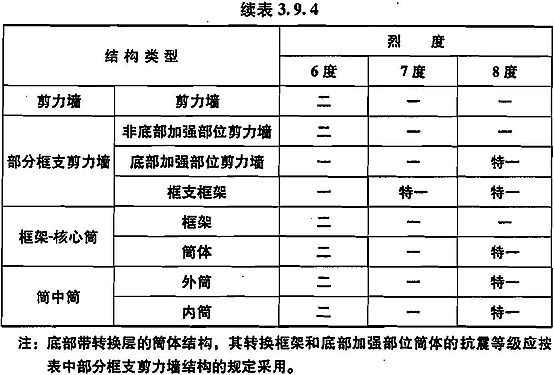 续表 3.9.4
结构类型 烈 度
6度 7度 8度
剪力墙 剪力墙 二 一 一
部分框支剪力墙 非底部加强部位剪力墙 二 一 一
底部加强部位剪力墙 一 一 特一
框支框架 一 特一 特一
框架-核心筒 框架 二 一 一
筒体 二 一 特一
筒中筒 外筒 二 一 特一
内筒 二 一 特一
注：底部带转换层的筒体结构，其转换框架和底部加强部位筒体的抗震等级应按
表中部分框支剪力墙结构的规定采用。